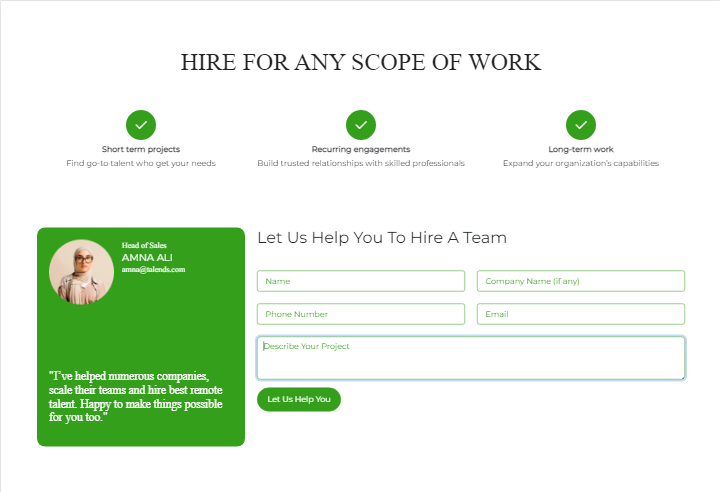 HIRE FOR ANY SCOPE OF WORK
Short term projects
Find go-to talent who get your needs
Recurring engagements
Build trusted relationships with skilled professionals
Long-term work
Expand your organization's capabilities
Head of Sales
AMNA ALI
amna@talends.com
"I've helped numerous companies,
scale their teams and hire best remote
talent. Happy to make things possible
for you too."
Let Us Help You To Hire A Team
Name
Company Name (if any)
Phone Number
Email
Describe Your Project
Let Us Help You